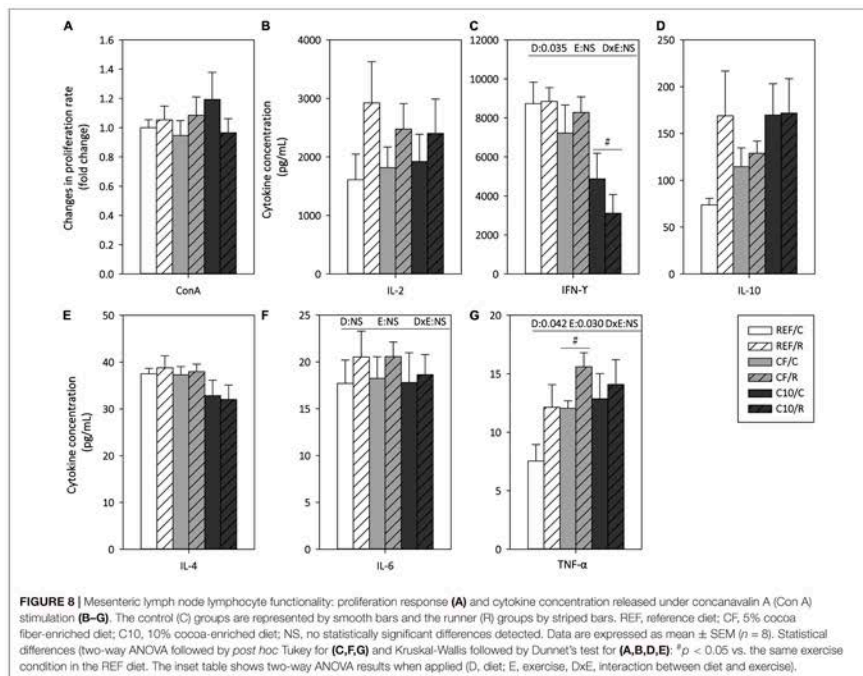 A
B
C
D
Changes in proliferation rate
(fold change)
1.6
1.4
1.2
1.0
0.8
0.6
0.4
0.2
0.0
ConA
Cytokine concentration
(pg/mL)
4000
3000
2000
1000
0
IL-2
12000
10000
8000
6000
4000
2000
0
D:0.035 E:NS DxE:NS
#
IFN-Y
250
200
150
100
50
0
IL-10
E
F
G
Cytokine concentration
(pg/mL)
50
40
30
20
10
0
IL-4
25
20
15
10
5
0
D:NS E:NS DxE:NS
IL-6
20
15
10
5
0
D:0.042 E:0.030 DxE:NS
#
TNF-α
REF/C
REF/R
CF/C
CF/R
C10/C
C10/R
FIGURE 8 | Mesenteric lymph node lymphocyte functionality: proliferation response (A) and cytokine concentration released under concanavalin A (Con A)
stimulation (B–G). The control (C) groups are represented by smooth bars and the runner (R) groups by striped bars. REF, reference diet; CF, 5% cocoa
fiber-enriched diet; C10, 10% cocoa-enriched diet; NS, no statistically significant differences detected. Data are expressed as mean ± SEM (n = 8). Statistical
differences (two-way ANOVA followed by post hoc Tukey for (C,F,G) and Kruskal-Wallis followed by Dunnet's test for (A,B,D,E): #p < 0.05 vs. the same exercise
condition in the REF diet. The inset table shows two-way ANOVA results when applied (D, diet; E, exercise, DxE, interaction between diet and exercise).